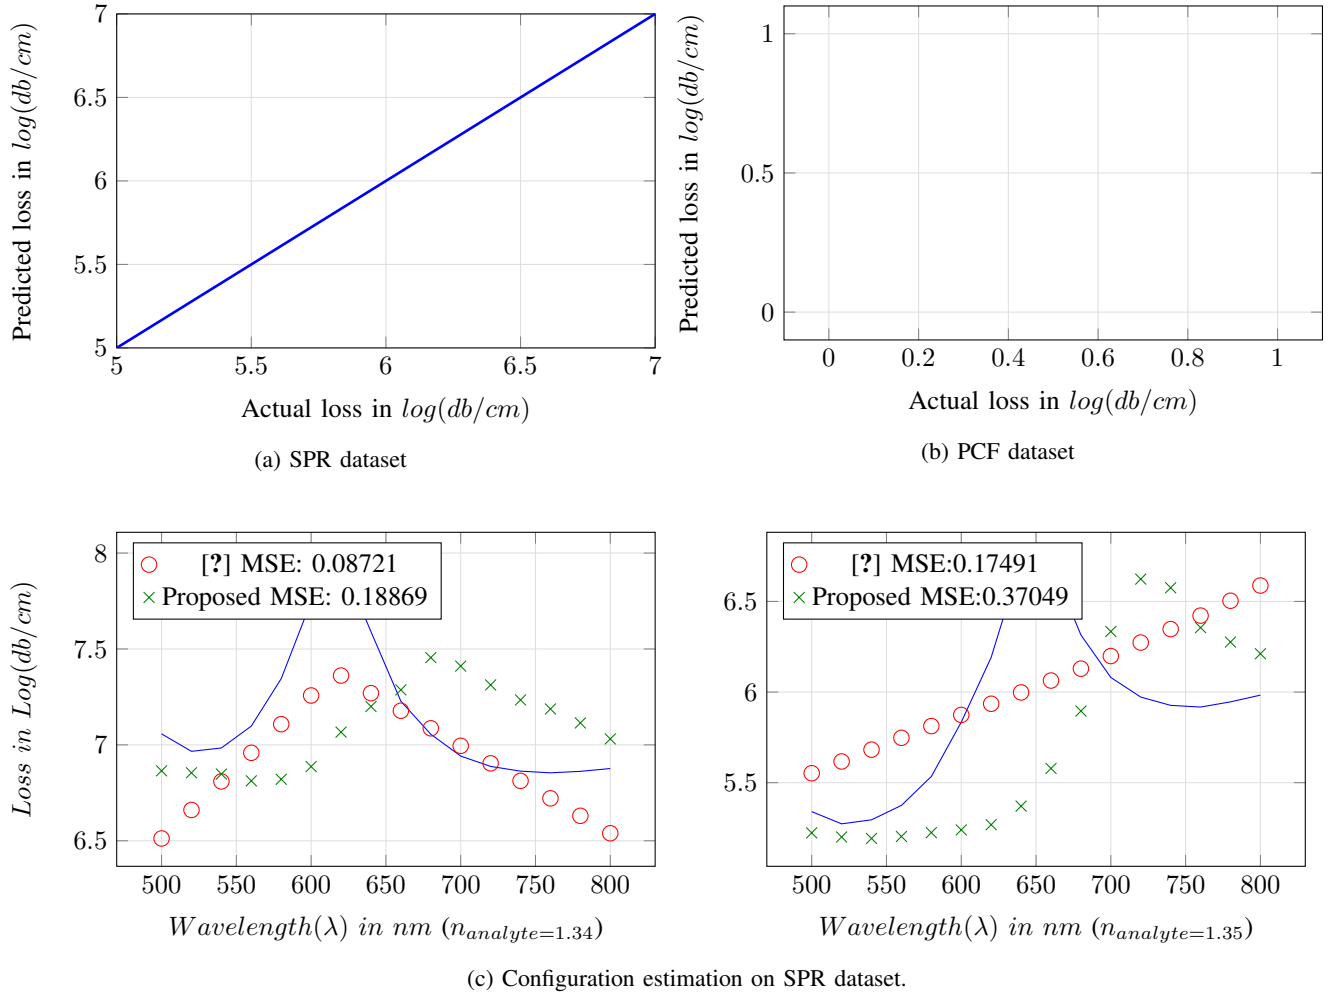 7
6.5
6
5.5
5
5
5.5
6
6.5
7
Predicted loss in log(db/cm)
Actual loss in log(db/cm)
(a) SPR dataset
1
0.5
0
0
0.2
0.4
0.6
0.8
1
Predicted loss in log(db/cm)
Actual loss in log(db/cm)
(b) PCF dataset
8
7.5
7
6.5
500
550
600
650
700
750
800
Loss in Log(db/cm)
[?] MSE: 0.08721
Proposed MSE: 0.18869
Wavelength(λ) in nm (n_analyte=1.34)
6.5
6
5.5
500
550
600
650
700
750
800
[?] MSE:0.17491
Proposed MSE:0.37049
Wavelength(λ) in nm (n_analyte=1.35)
(c) Configuration estimation on SPR dataset.